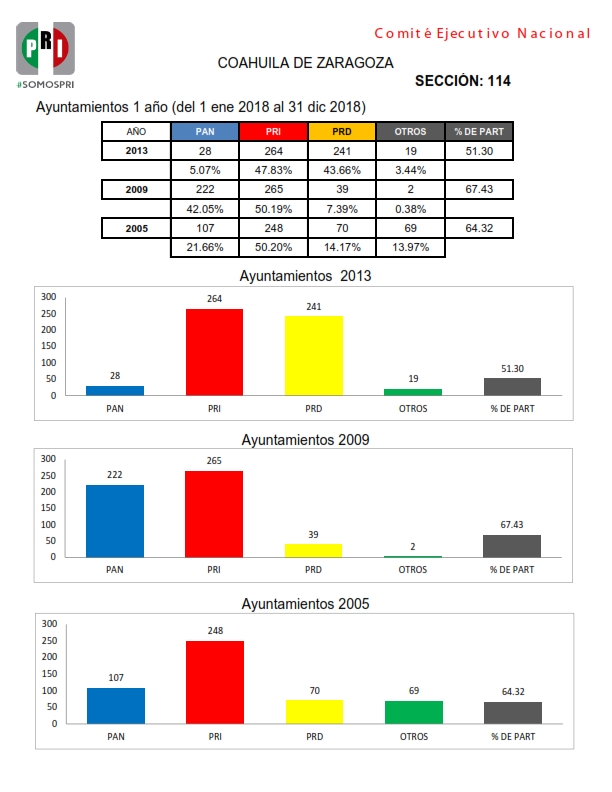 Comité Ejecutivo Nacional
PRI
#SOMOSPRI
COAHUILA DE ZARAGOZA
SECCIÓN: 114
Ayuntamientos 1 año (del 1 ene 2018 al 31 dic 2018)
AÑO PAN PRI PRD OTROS % DE PART
2013 28 264 241 19 51.30
5.07% 47.83% 43.66% 3.44%
2009 222 265 39 2 67.43
42.05% 50.19% 7.39% 0.38%
2005 107 248 70 69 64.32
21.66% 50.20% 14.17% 13.97%
Ayuntamientos 2013
300
250
200
150
100
50
0
28 264 241 19 51.30
PAN PRI PRD OTROS % DE PART
Ayuntamientos 2009
300
250
200
150
100
50
0
222 265 39 2 67.43
PAN PRI PRD OTROS % DE PART
Ayuntamientos 2005
300
250
200
150
100
50
0
107 248 70 69 64.32
PAN PRI PRD OTROS % DE PART